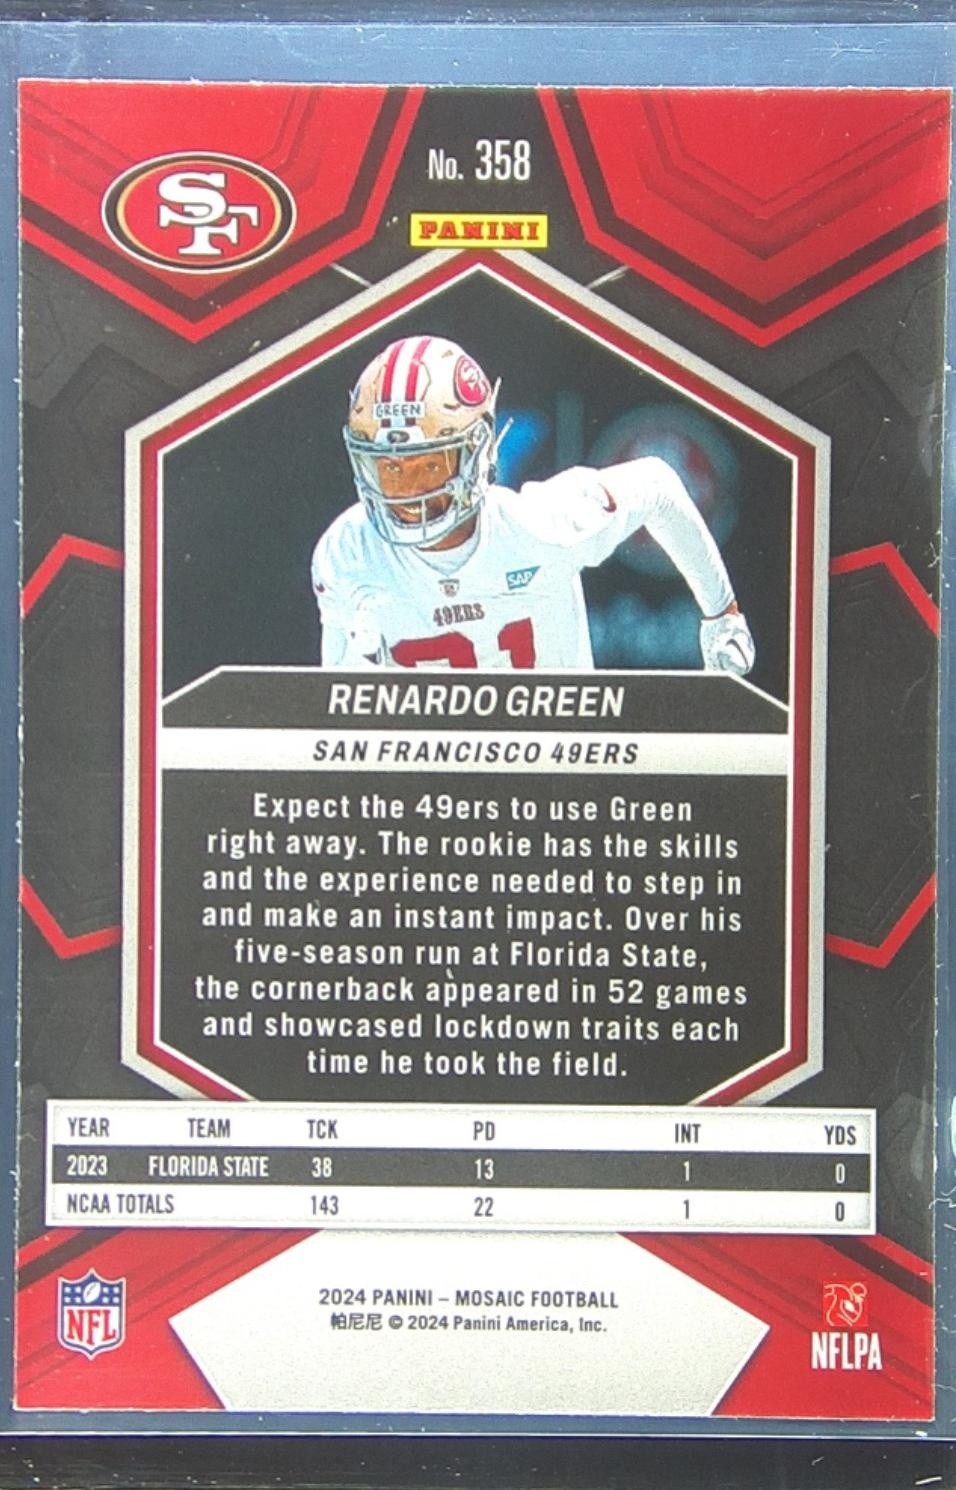 No. 358
SF
PANINI
SF
GREEN
SAP
49ERS
31
RENARDO GREEN
SAN FRANCISCO 49ERS
Expect the 49ers to use Green
right away. The rookie has the skills
and the experience needed to step in
and make an instant impact. Over his
five-season run at Florida State,
the cornerback appeared in 52 games
and showcased lockdown traits each
time he took the field.
YEAR TEAM TCK PD INT YDS
2023 FLORIDA STATE 38 13 1 0
NCAA TOTALS 143 22 1 0
2024 PANINI – MOSAIC FOOTBALL
帕尼尼 © 2024 Panini America, Inc.
NFL
NFLPA